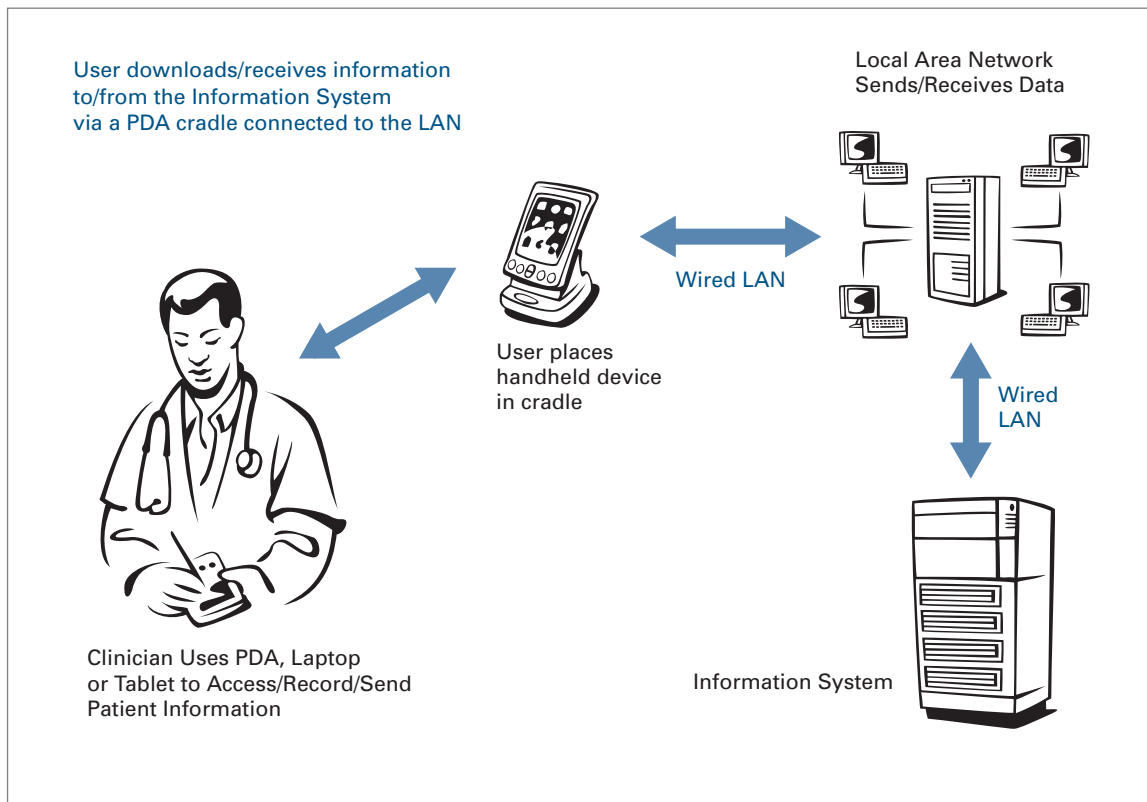 User downloads/receives information
to/from the Information System
via a PDA cradle connected to the LAN
Local Area Network
Sends/Receives Data
Wired LAN
User places
handheld device
in cradle
Wired
LAN
Clinician Uses PDA, Laptop
or Tablet to Access/Record/Send
Patient Information
Information System